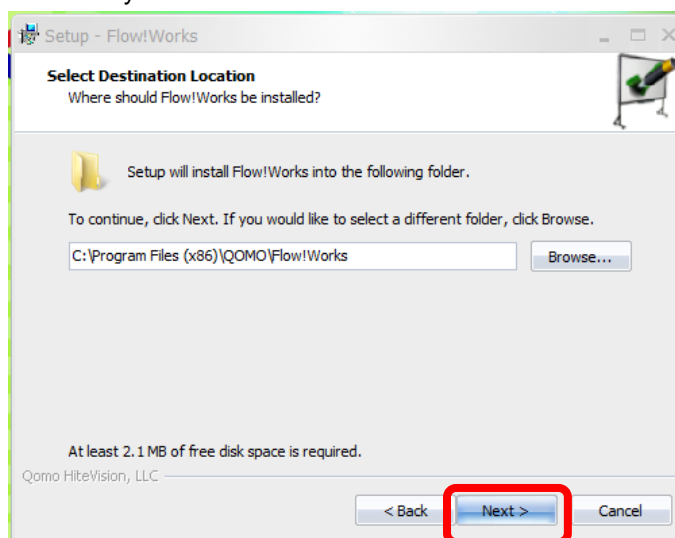 Setup - Flow!Works
Select Destination Location
Where should Flow!Works be installed?
Setup will install Flow!Works into the following folder.
To continue, click Next. If you would like to select a different folder, click Browse.
C:\Program Files (x86)\QOMO\Flow!Works
Browse...
At least 2.1 MB of free disk space is required.
Qomo HiteVision, LLC
< Back Next > Cancel